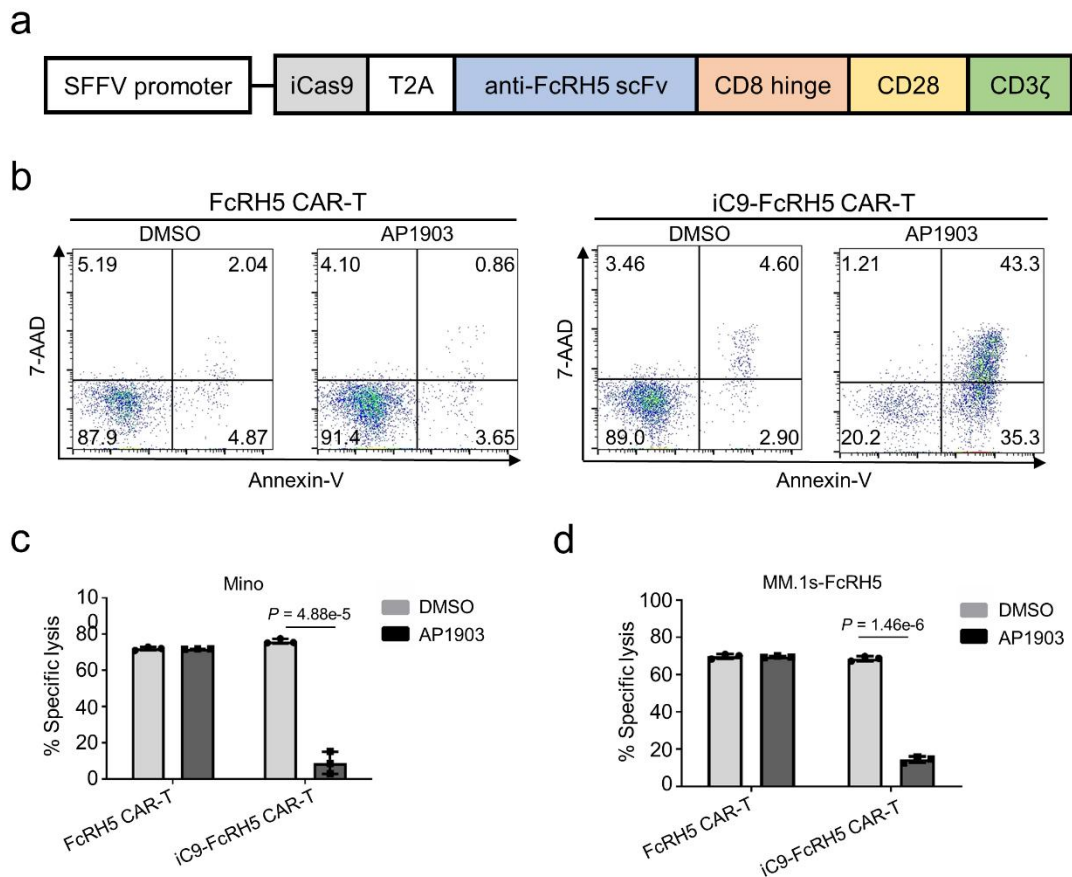 a
SFFV promoter iCas9 T2A anti-FcRH5 scFv CD8 hinge CD28 CD3ζ
b
FcRH5 CAR-T iC9-FcRH5 CAR-T
DMSO AP1903 DMSO AP1903
5.19 2.04 4.10 0.86 3.46 4.60 1.21 43.3
7-AAD 7-AAD
87.9 4.87 91.4 3.65 89.0 2.90 20.2 35.3
Annexin-V Annexin-V
c
Mino
% Specific lysis
10
0
80
60
40
20
0
P = 4.88e-5
DMSO
AP1903
FcRH5 CAR-T
iC9-FcRH5 CAR-T
d
MM.1s-FcRH5
% Specific lysis
100
80
60
40
20
0
P = 1.46e-6
DMSO
AP1903
FcRH5 CAR-T
iC9-FcRH5 CAR-T